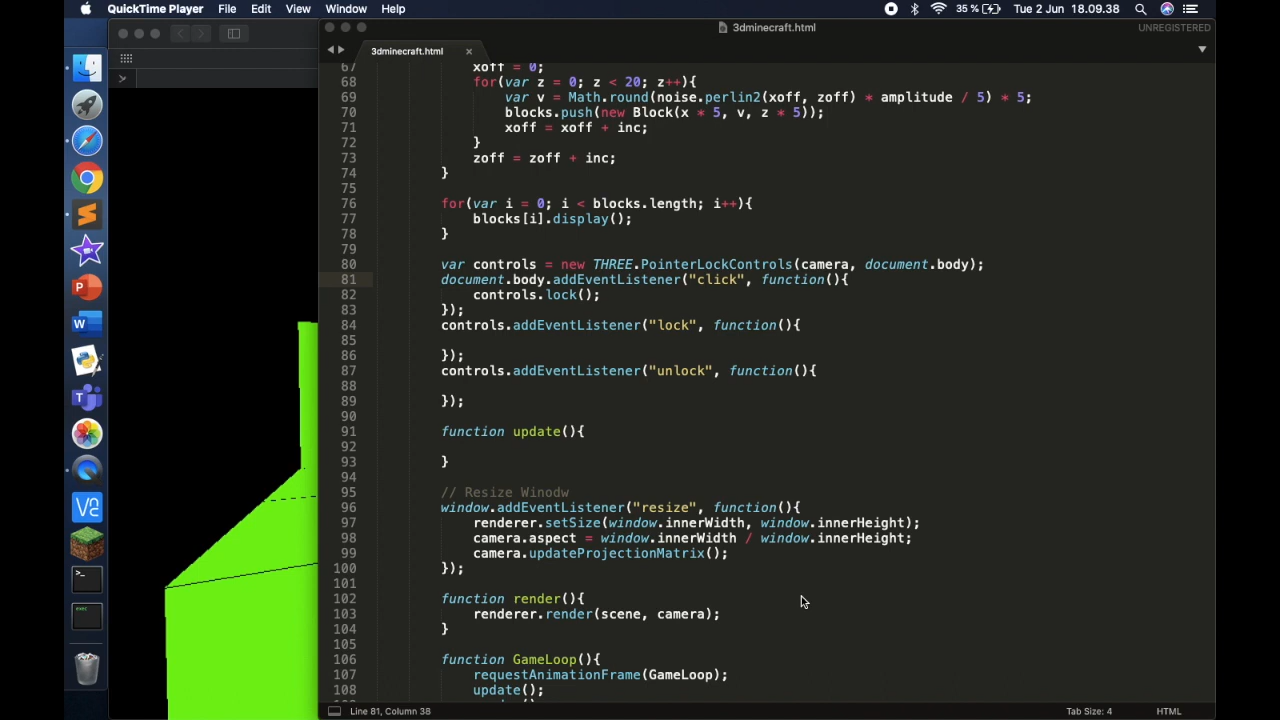 QuickTime Player File Edit View Window Help 35 % Tue 2 Jun 18.09.38
3dminecraft.html UNREGISTERED
3dminecraft.html ×
67 xoff = 0;
68 for(var z = 0; z < 20; z++){
69 var v = Math.round(noise.perlin2(xoff, zoff) * amplitude / 5) * 5;
70 blocks.push(new Block(x * 5, v, z * 5));
71 xoff = xoff + inc;
72 }
73 zoff = zoff + inc;
74 }
75
76 for(var i = 0; i < blocks.length; i++){
77 blocks[i].display();
78 }
79
80 var controls = new THREE.PointerLockControls(camera, document.body);
81 document.body.addEventListener("click", function(){
82 controls.lock();
83 });
84 controls.addEventListener("lock", function(){
85
86 });
87 controls.addEventListener("unlock", function(){
88
89 });
90
91 function update(){
92
93 }
94
95 // Resize Winodw
96 window.addEventListener("resize", function(){
97 renderer.setSize(window.innerWidth, window.innerHeight);
98 camera.aspect = window.innerWidth / window.innerHeight;
99 camera.updateProjectionMatrix();
100 });
101
102 function render(){
103 renderer.render(scene, camera);
104 }
105
106 function GameLoop(){
107 requestAnimationFrame(GameLoop);
108 update();
Line 81, Column 38 Tab Size: 4 HTML